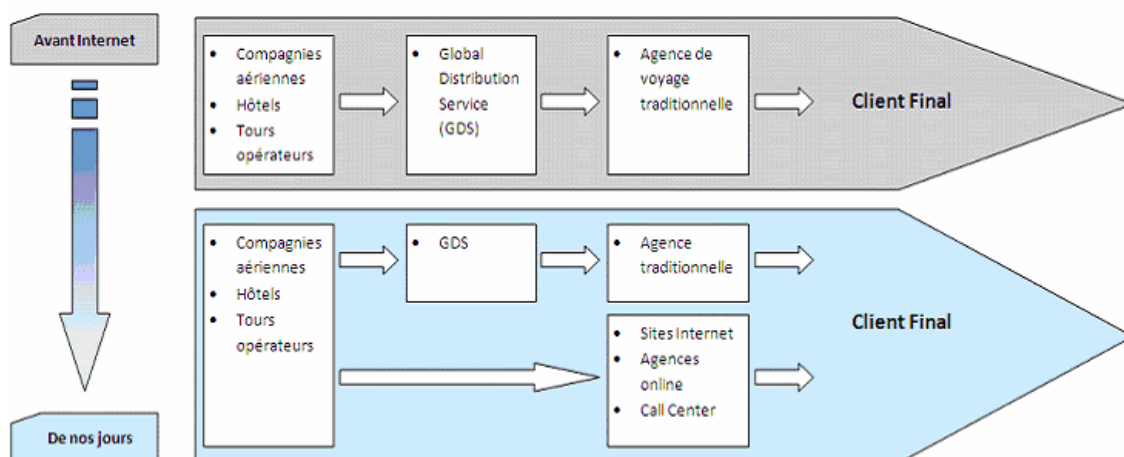 Avant Internet
• Compagnies
aériennes
• Hôtels
• Tours
opérateurs
• Global
Distribution
Service
(GDS)
• Agence de
voyage
traditionnelle
Client Final
• Compagnies
aériennes
• Hôtels
• Tours
opérateurs
• GDS
• Agence
traditionnelle
• Sites Internet
• Agences
online
• Call Center
Client Final
De nos jours